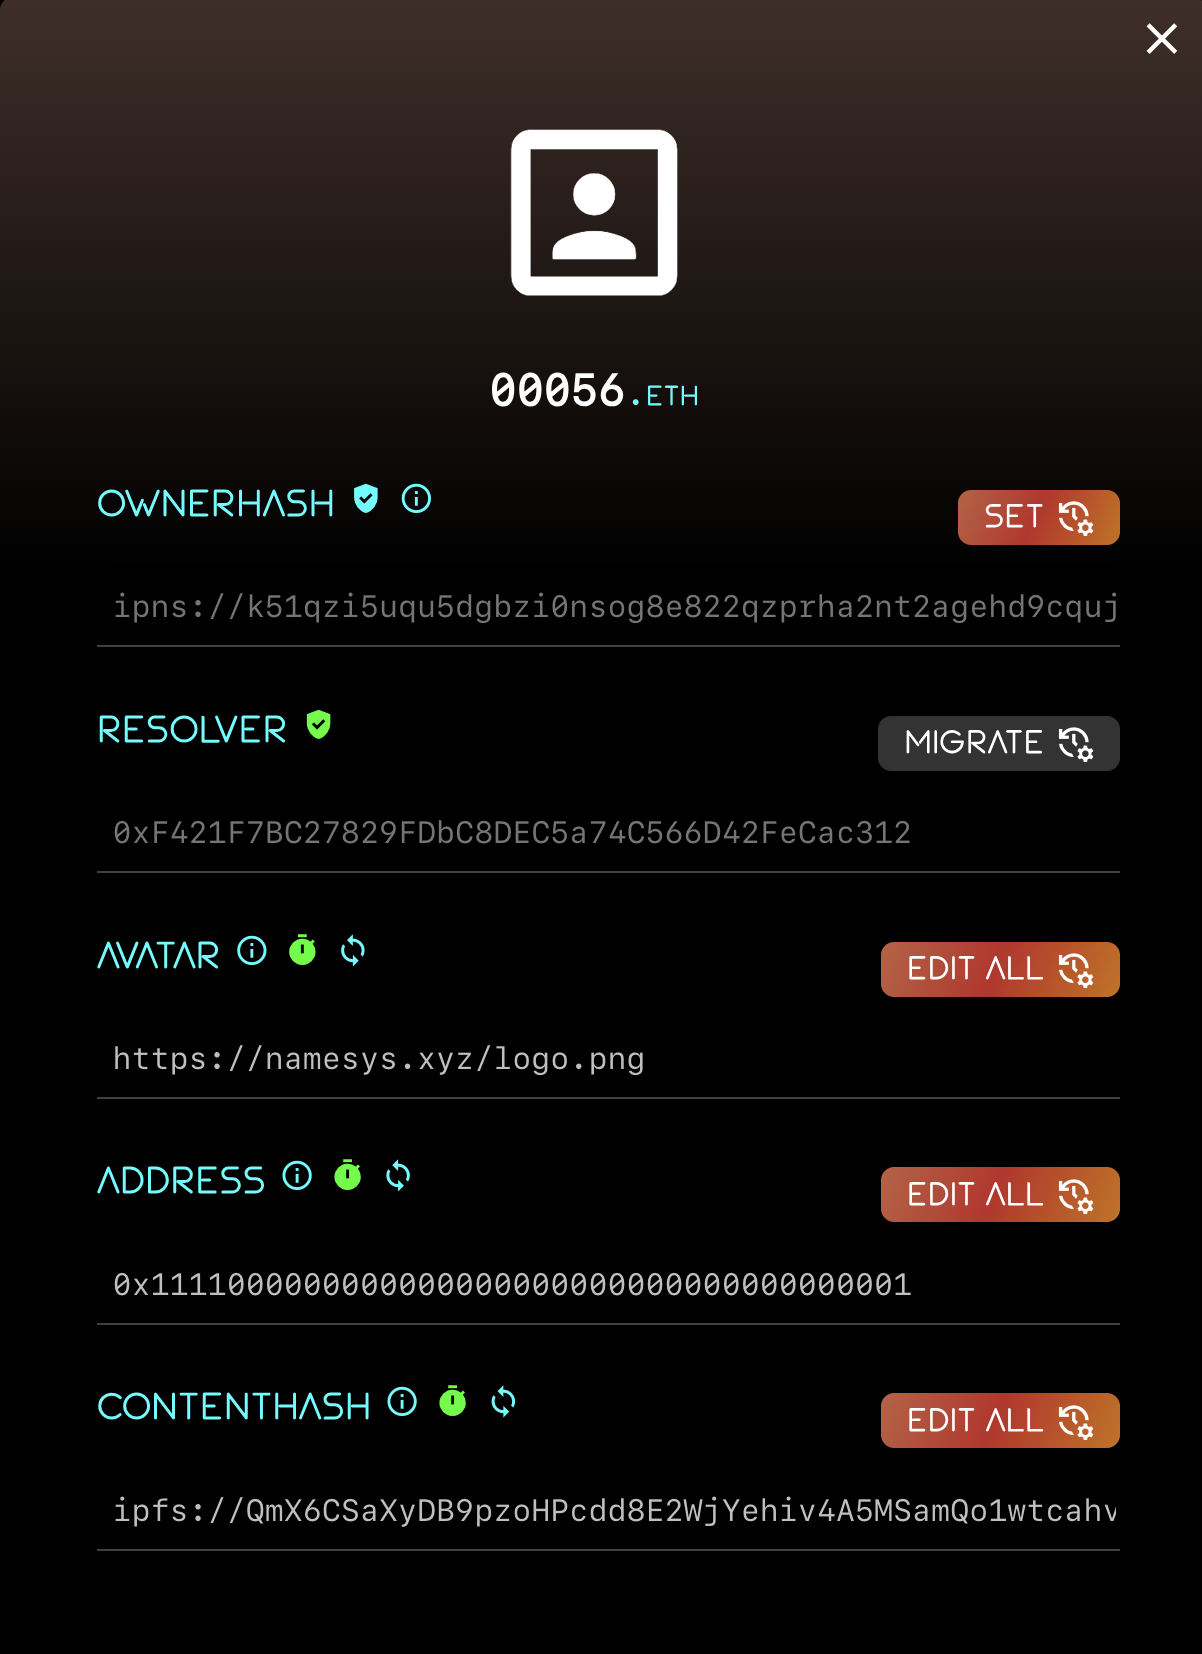 00056.ETH
OWNERHASH
SET
ipns://k51qzi5uqu5dgbzi0nsog8e822qzprha2nt2agehd9cquj
RESOLVER
MIGRATE
0xF421F7BC27829FDbC8DEC5a74C566D42FeCac312
AVATAR
EDIT ALL
https://namesys.xyz/logo.png
ADDRESS
EDIT ALL
0x1111000000000000000000000000000000000001
CONTENTHASH
EDIT ALL
ipfs://QmX6CSaXyDB9pzoHPcdd8E2WjYehiv4A5MSamQo1wtcahv